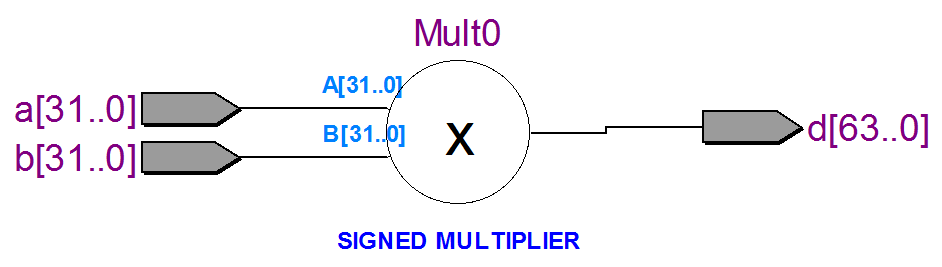 Mult0
A[31..0]
a[31..0]
B[31..0]
x
d[63..0]
b[31..0]
SIGNED MULTIPLIER